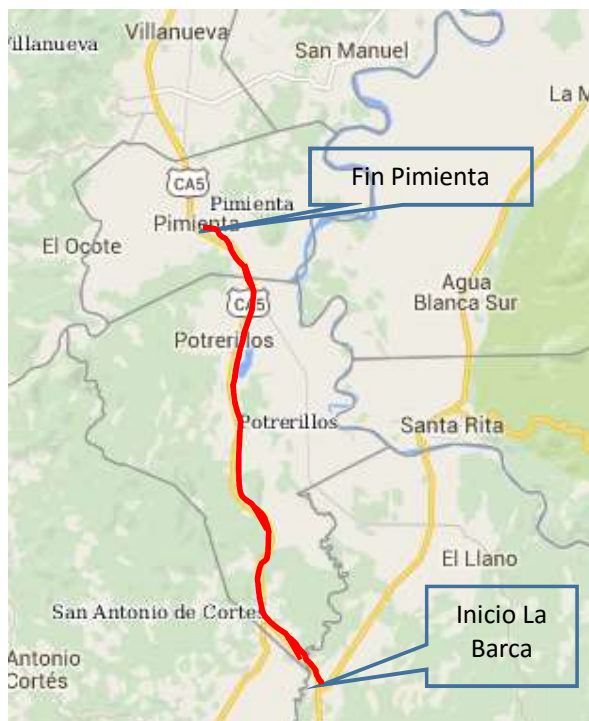 Villanueva
Villanueva
San Manuel
La M
CA5
Fin Pimienta
Pimienta
Pimienta
El Ocote
Agua
Blanca Sur
CA5
Potrerillos
Potrerillos
Santa Rita
El Llano
San Antonio de Cortes
Inicio La
Barca
Antonio
Cortés